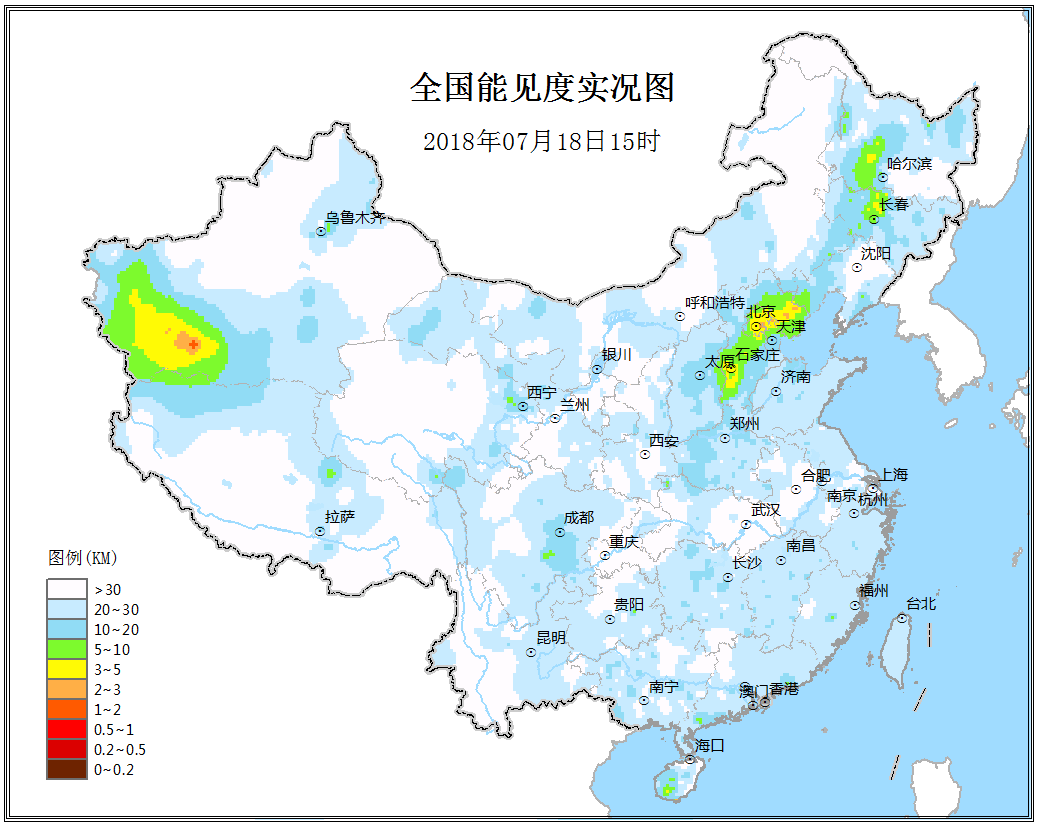 全国能见度实况图
2018年07月18日15时
哈尔滨
长春
乌鲁木齐
沈阳
呼和浩特
北京
天津
银川
太原
石家庄
济南
西宁
兰州
郑州
西安
合肥
上海
南京
杭州
拉萨
成都
武汉
重庆
南昌
长沙
福州
贵阳
台北
昆明
南宁
澳门
香港
海口
图例(KM)
>30
20~30
10~20
5~10
3~5
2~3
1~2
0.5~1
0.2~0.5
0~0.2